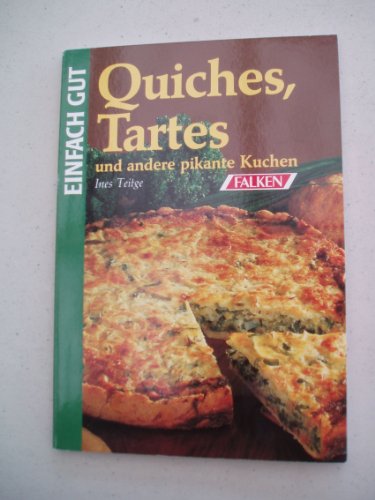 EINFACH GUT
Quiches,
Tartes
und andere pikante Kuchen
Ines Teitge
FALKEN